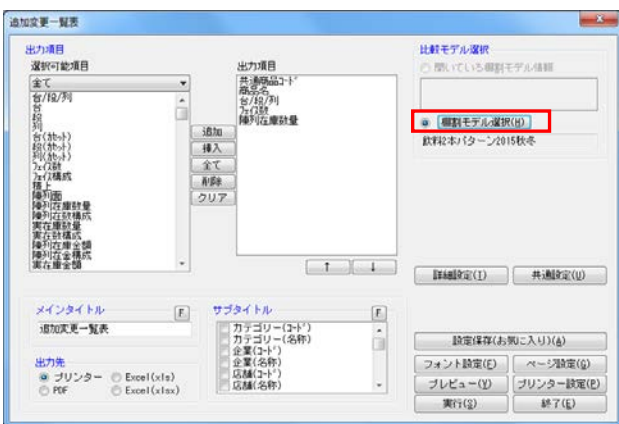 追加変更一覧表
出力項目
選択可能項目
全て
台/段/列
台
段
列
台(カセット)
段(カセット)
列(カセット)
フェイス数
フェイス構成
積上
陳列面
陳列在庫数量
陳列在数構成
実在庫数量
実在数構成
陳列在庫金額
陳列在金構成
実在庫金額
追加
挿入
全て
削除
クリア
出力項目
共通商品コード
商品名
台/段/列
フェイス数
陳列在庫数量
↑
↓
比較モデル選択
開いている棚割モデル情報
棚割モデル選択(H)
飲料2本パターン2015秋冬
詳細設定(I)
共通設定(U)
メインタイトル
F
追加変更一覧表
サブタイトル
F
カテゴリー(コード)
カテゴリー(名称)
企業(コード)
企業(名称)
店舗(コード)
店舗(名称)
出力先
プリンター
Excel(xls)
PDF
Excel(xlsx)
設定保存(お気に入り)(A)
フォント設定(F)
ページ設定(G)
プレビュー(V)
プリンター設定(P)
実行(S)
終了(E)